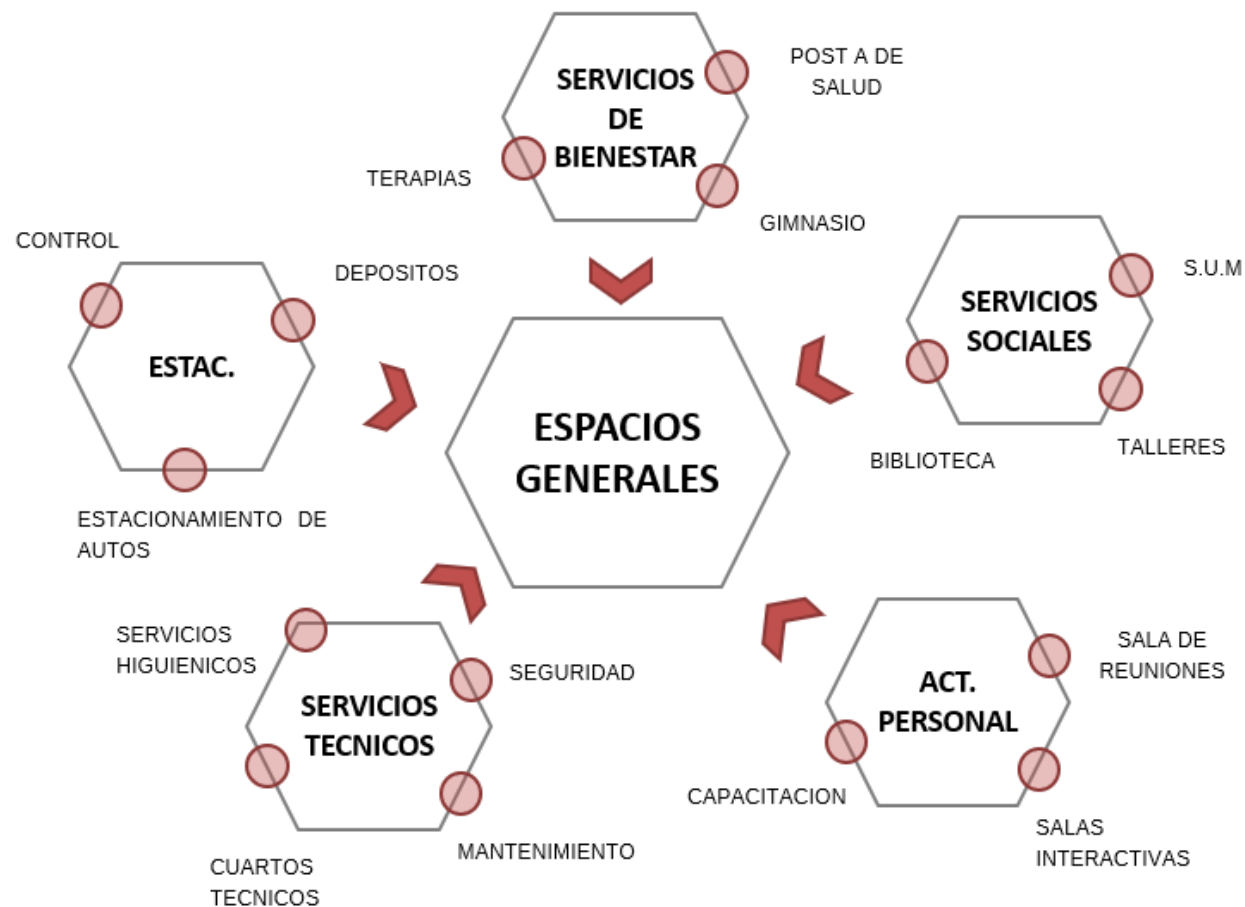 SERVICIOS
DE
BIENESTAR
POST A DE
SALUD
TERAPIAS
GIMNASIO
CONTROL
DEPOSITOS
ESTAC.
ESTACIONAMIENTO DE
AUTOS
S.U.M
SERVICIOS
SOCIALES
BIBLIOTECA
TALLERES
ESPACIOS
GENERALES
SERVICIOS
HIGUIENICOS
SEGURIDAD
SERVICIOS
TECNICOS
CUARTOS
TECNICOS
MANTENIMIENTO
SALA DE
REUNIONES
ACT.
PERSONAL
CAPACITACION
SALAS
INTERACTIVAS